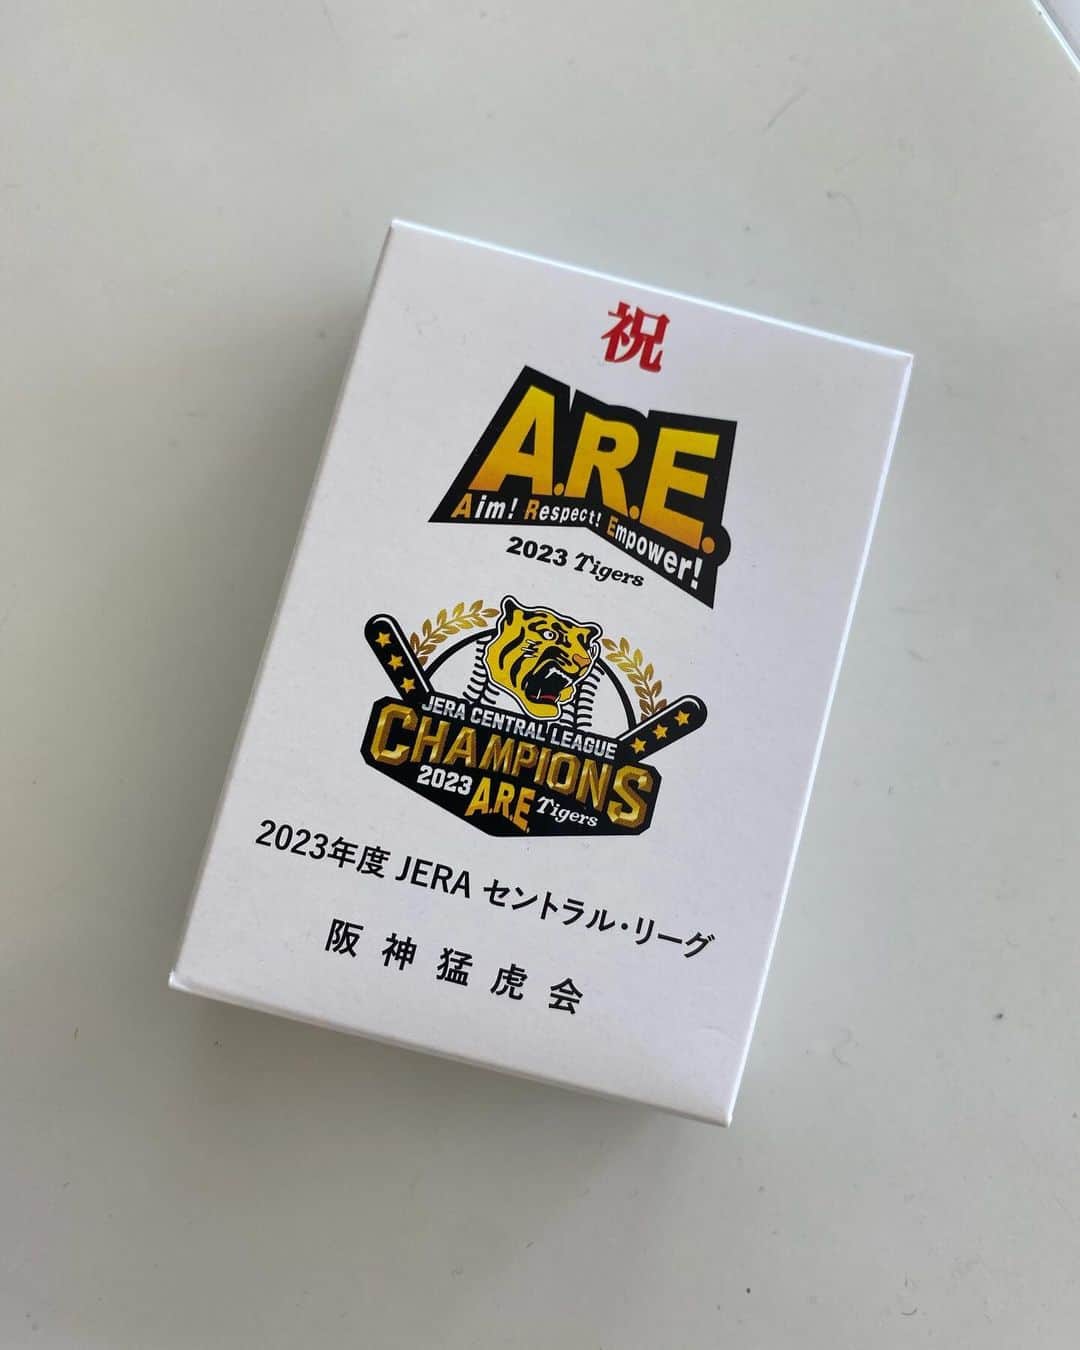 祝
A.R.E.
Aim! Respect! Empower!
2023 Tigers
JERA CENTRAL LEAGUE
CHAMPIONS
2023 A.R.E. Tigers
2023年度 JERA セントラル・リーグ
阪神猛虎会